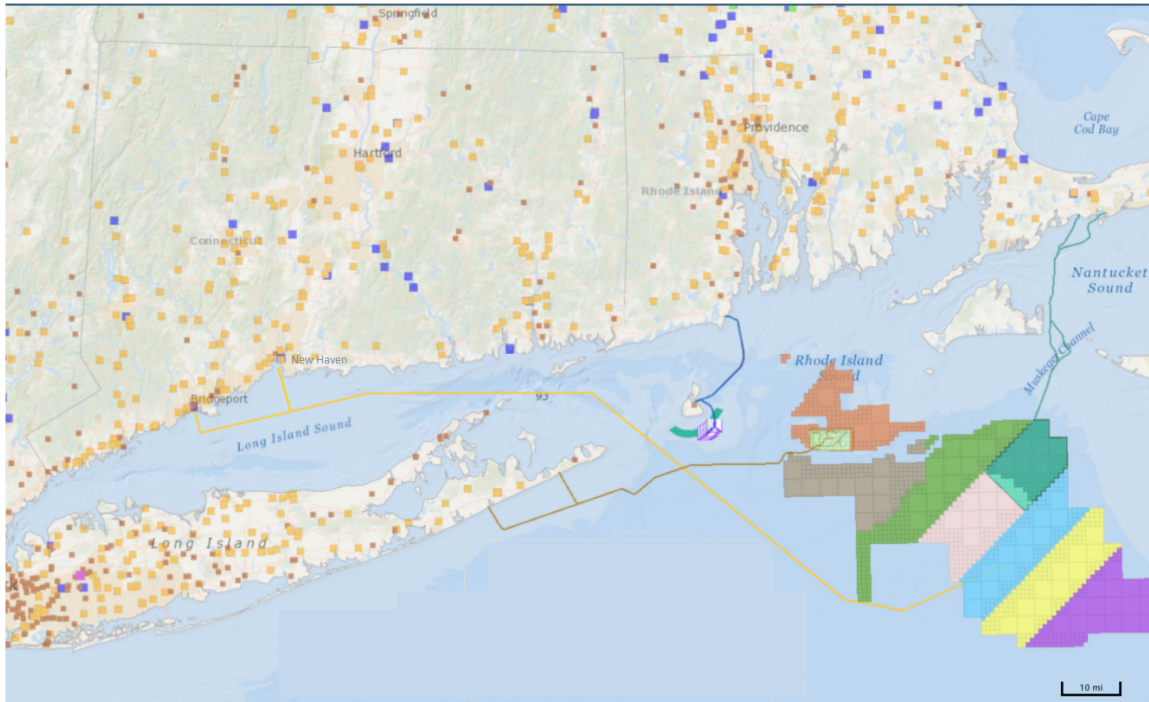 Springfield
Cape
Cod Bay
Providence
Hartford
Rhode Island
Connecticut
Nantucket
Sound
Muskeget Channel
New Haven
Rhode Island
Sound
Bridgeport
93
Long Island Sound
Long Island
rk
10 mi